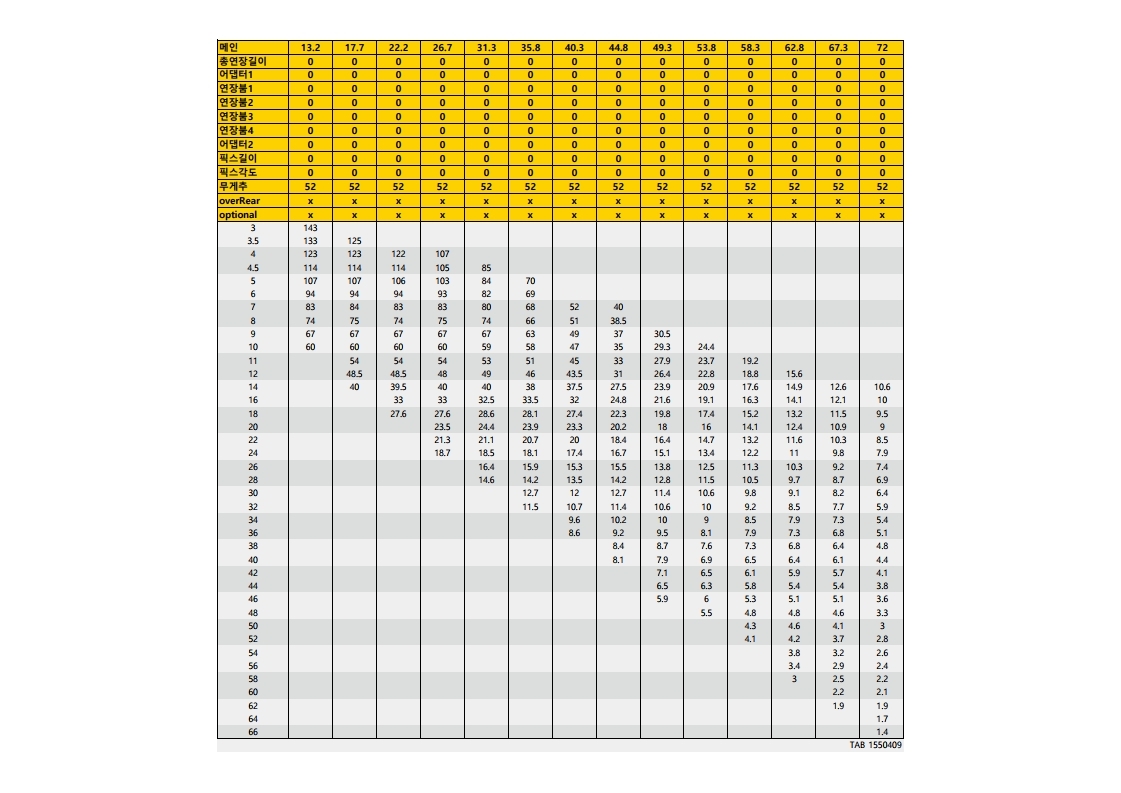 메인 13.2 17.7 22.2 26.7 31.3 35.8 40.3 44.8 49.3 53.8 58.3 62.8 67.3 72
총연장길이 0 0 0 0 0 0 0 0 0 0 0 0 0 0
어댑터1 0 0 0 0 0 0 0 0 0 0 0 0 0 0
연장붐1 0 0 0 0 0 0 0 0 0 0 0 0 0 0
연장붐2 0 0 0 0 0 0 0 0 0 0 0 0 0 0
연장붐3 0 0 0 0 0 0 0 0 0 0 0 0 0 0
연장붐4 0 0 0 0 0 0 0 0 0 0 0 0 0 0
어댑터2 0 0 0 0 0 0 0 0 0 0 0 0 0 0
픽스길이 0 0 0 0 0 0 0 0 0 0 0 0 0 0
픽스각도 0 0 0 0 0 0 0 0 0 0 0 0 0 0
무게추 52 52 52 52 52 52 52 52 52 52 52 52 52 52
overRear x x x x x x x x x x x x x x
optional x x x x x x x x x x x x x x
3 143
3.5 133 125
4 123 123 122 107
4.5 114 114 114 105 85
5 107 107 106 103 84 70
6 94 94 94 93 82 69
7 83 84 83 83 80 68 52 40
8 74 75 74 75 74 66 51 38.5
9 67 67 67 67 67 63 49 37 30.5
10 60 60 60 60 59 58 47 35 29.3 24.4
11 54 54 54 53 51 45 33 27.9 23.7 19.2
12 48.5 48.5 48 49 46 43.5 31 26.4 22.8 18.8 15.6
14 40 39.5 40 40 38 37.5 27.5 23.9 20.9 17.6 14.9 12.6 10.6
16 33 33 32.5 33.5 32 24.8 21.6 19.1 16.3 14.1 12.1 10
18 27.6 27.6 28.6 28.1 27.4 22.3 19.8 17.4 15.2 13.2 11.5 9.5
20 23.5 24.4 23.9 23.3 20.2 18 16 14.1 12.4 10.9 9
22 21.3 21.1 20.7 20 18.4 16.4 14.7 13.2 11.6 10.3 8.5
24 18.7 18.5 18.1 17.4 16.7 15.1 13.4 12.2 11 9.8 7.9
26 16.4 15.9 15.3 15.5 13.8 12.5 11.3 10.3 9.2 7.4
28 14.6 14.2 13.5 14.2 12.8 11.5 10.5 9.7 8.7 6.9
30 12.7 12 12.7 11.4 10.6 9.8 9.1 8.2 6.4
32 11.5 10.7 11.4 10.6 10 9.2 8.5 7.7 5.9
34 9.6 10.2 10 9 8.5 7.9 7.3 5.4
36 8.6 9.2 9.5 8.1 7.9 7.3 6.8 5.1
38 8.4 8.7 7.6 7.3 6.8 6.4 4.8
40 8.1 7.9 6.9 6.5 6.4 6.1 4.4
42 7.1 6.5 6.1 5.9 5.7 4.1
44 6.5 6.3 5.8 5.4 5.4 3.8
46 5.9 6 5.3 5.1 5.1 3.6
48 5.5 4.8 4.8 4.6 3.3
50 4.3 4.6 4.1 3
52 4.1 4.2 3.7 2.8
54 3.8 3.2 2.6
56 3.4 2.9 2.4
58 3 2.5 2.2
60 2.2 2.1
62 1.9 1.9
64 1.7
66 1.4
TAB 1550409